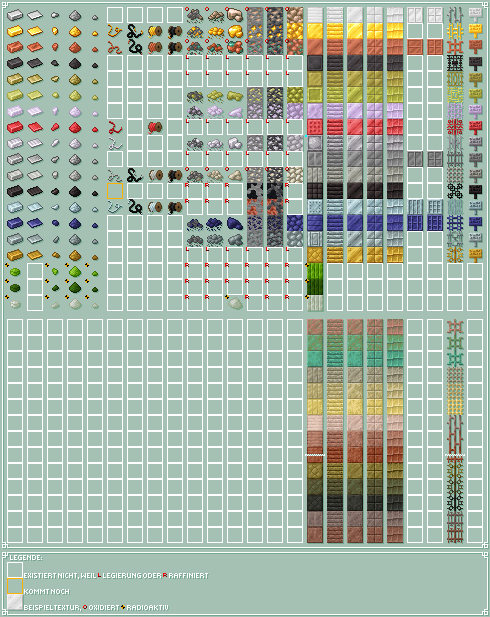 LEGENDE:
EXISTIERT NICHT, WEIL L LEGIERUNG ODER R RAFFINIERT
KOMMT NOCH
BEISPIELTEXTUR, OXIDIERT RADIOAKTIV